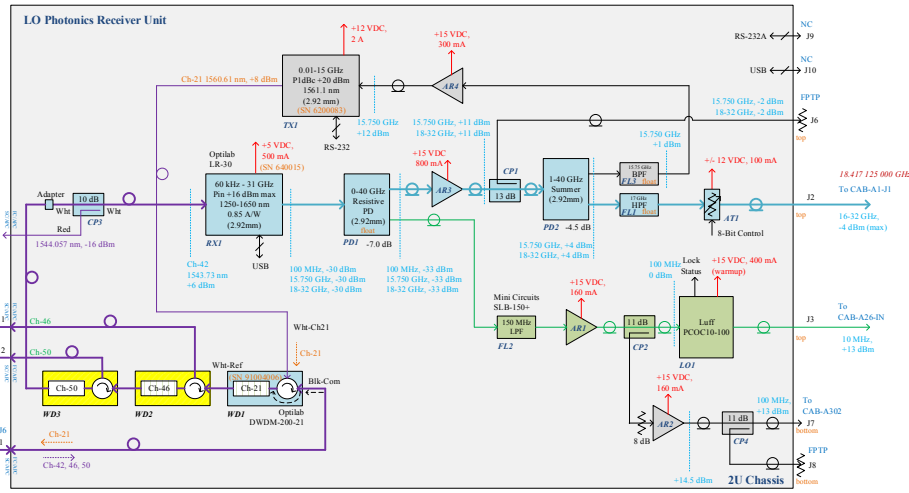 LO Photonics Receiver Unit
+12 VDC,
2 A
+15 VDC,
300 mA
NC
RS-232A
J9
NC
USB
J10
FPTP
J6
top
Ch-21 1560.61 nm, +8 dBm
0.01-15 GHz
P1dBc +20 dBm
1561.1 nm
(2.92 mm)
(SN 6200083)
TX1
RS-232
AR4
15.750 GHz
+12 dBm
15.750 GHz, +11 dBm
18-32 GHz, +11 dBm
15.750 GHz, -2 dBm
18-32 GHz, -2 dBm
15.750 GHz
+1 dBm
Optilab
LR-30
+5 VDC,
500 mA
(SN 640015)
+15 VDC
800 mA
+/- 12 VDC, 100 mA
60 kHz - 31 GHz
Pin +16 dBm max
1250-1650 nm
0.85 A/W
(2.92mm)
RX1
USB
0-40 GHz
Resistive
PD
(2.92mm)
float
PD1
-7.0 dB
AR3
CP1
13 dB
1-40 GHz
Summer
(2.92mm)
PD2
-4.5 dB
15.75 GHz
BPF
FL3
float
17 GHz
HPF
FL1
float
AT1
8-Bit Control
18.417 125 000 GHz
To CAB-A1-J1
J2
top
16-32 GHz,
-4 dBm (max)
Adapter
Wht
10 dB
CP3
Wht
Red
1544.057 nm, -16 dBm
Ch-42
1543.73 nm
+6 dBm
100 MHz, -30 dBm
15.750 GHz, -30 dBm
18-32 GHz, -30 dBm
100 MHz, -33 dBm
15.750 GHz, -33 dBm
18-32 GHz, -33 dBm
15.750 GHz, +4 dBm
18-32 GHz, +4 dBm
Mini Circuits
SLB-150+
150 MHz
LPF
FL2
+15 VDC,
160 mA
AR1
11 dB
CP2
100 MHz
0 dBm
Lock
Status
+15 VDC, 400 mA
(warmup)
Luff
PCOC10-100
LO1
To
CAB-A26-IN
J3
top
10 MHz,
+13 dBm
1
Ch-46
2
Ch-50
Wht-Ch21
Ch-21
Wht-Ref
(SN 91004906)
Blk-Com
Ch-50
WD3
Ch-46
WD2
Ch-21
WD1
Optilab
DWDM-200-21
J6
1
Ch-21
Ch-42, 46, 50
+15 VDC,
160 mA
8 dB
AR2
11 dB
CP4
+14.5 dBm
100 MHz,
+13 dBm
To
CAB-A302
J7
bottom
FPTP
J8
bottom
2U Chassis